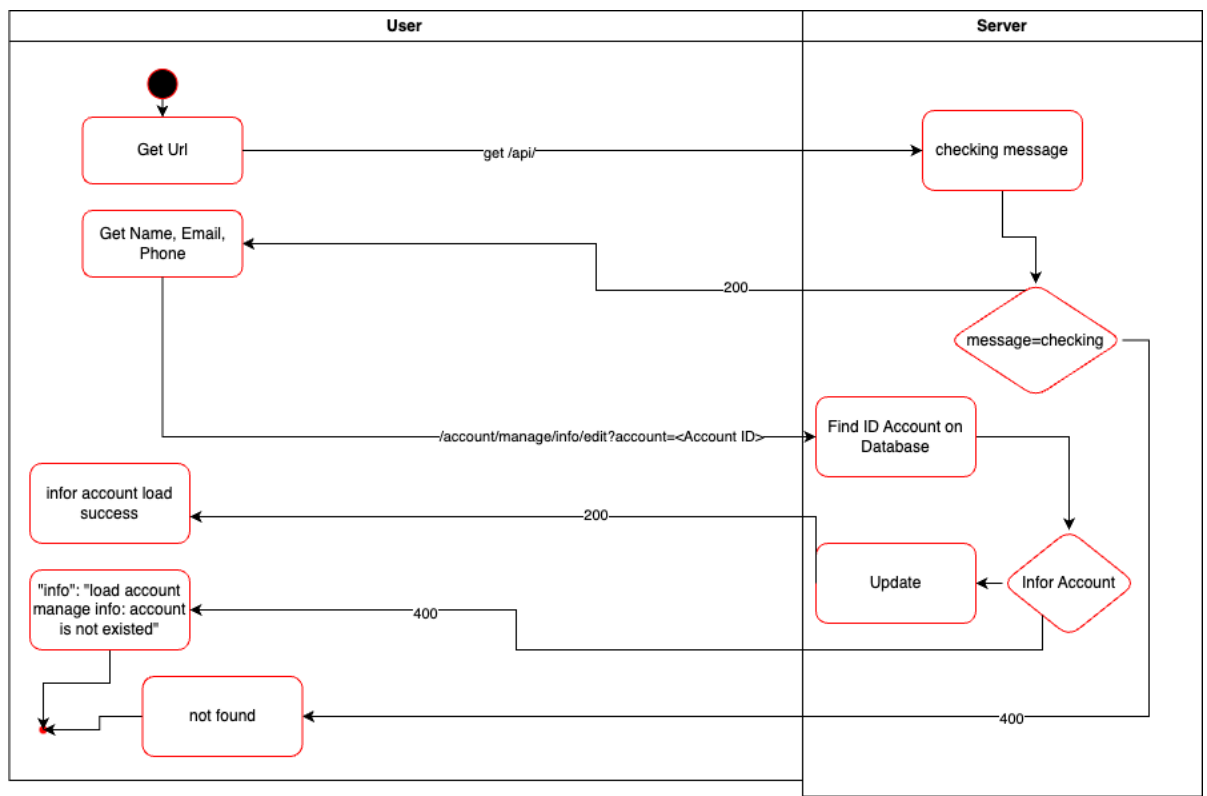 User
Server
Get Url
get /api/
checking message
Get Name, Email,
Phone
200
message=checking
/account/manage/info/edit?account=<Account ID>
Find ID Account on
Database
infor account load
success
200
"info": "load account
manage info: account
is not existed"
400
Update
Infor Account
not found
400